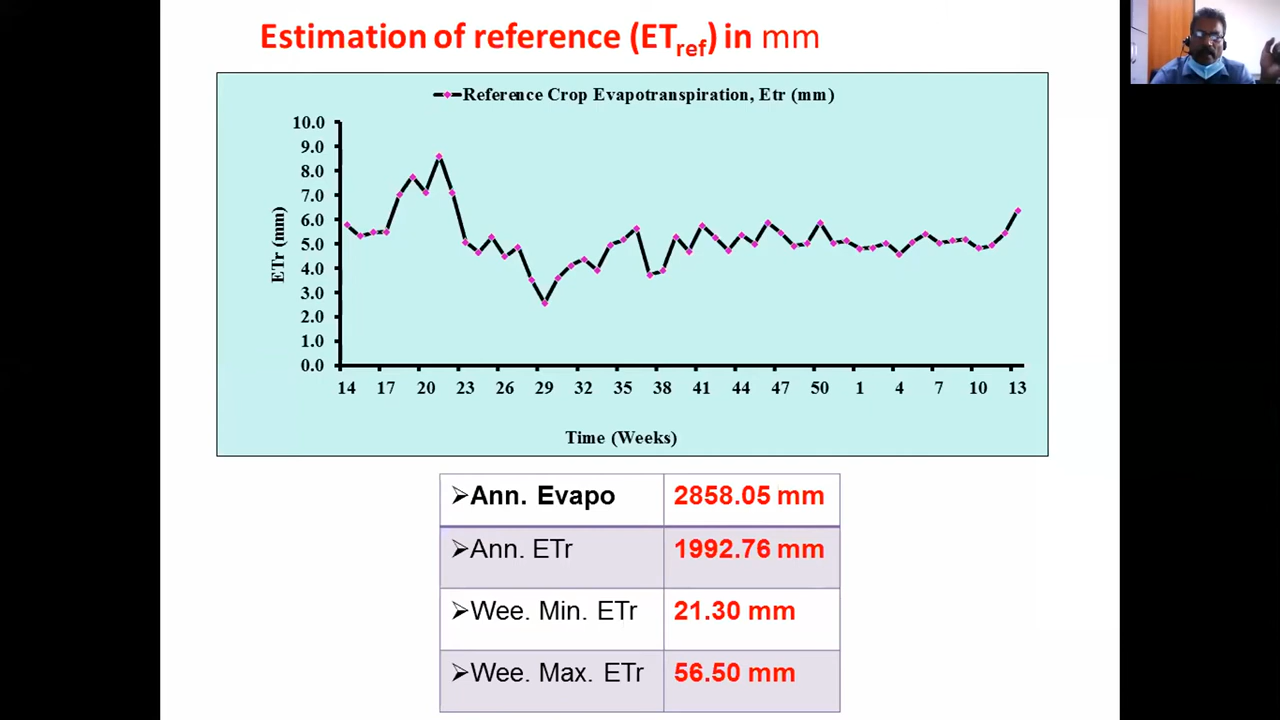 Estimation of reference (ETref) in mm
Reference Crop Evapotranspiration, Etr (mm)
10.0
9.0
8.0
7.0
6.0
5.0
4.0
3.0
2.0
1.0
0.0
ETr (mm)
14 17 20 23 26 29 32 35 38 41 44 47 50 1 4 7 10 13
Time (Weeks)
➢Ann. Evapo 2858.05 mm
➢Ann. ETr 1992.76 mm
➢Wee. Min. ETr 21.30 mm
➢Wee. Max. ETr 56.50 mm